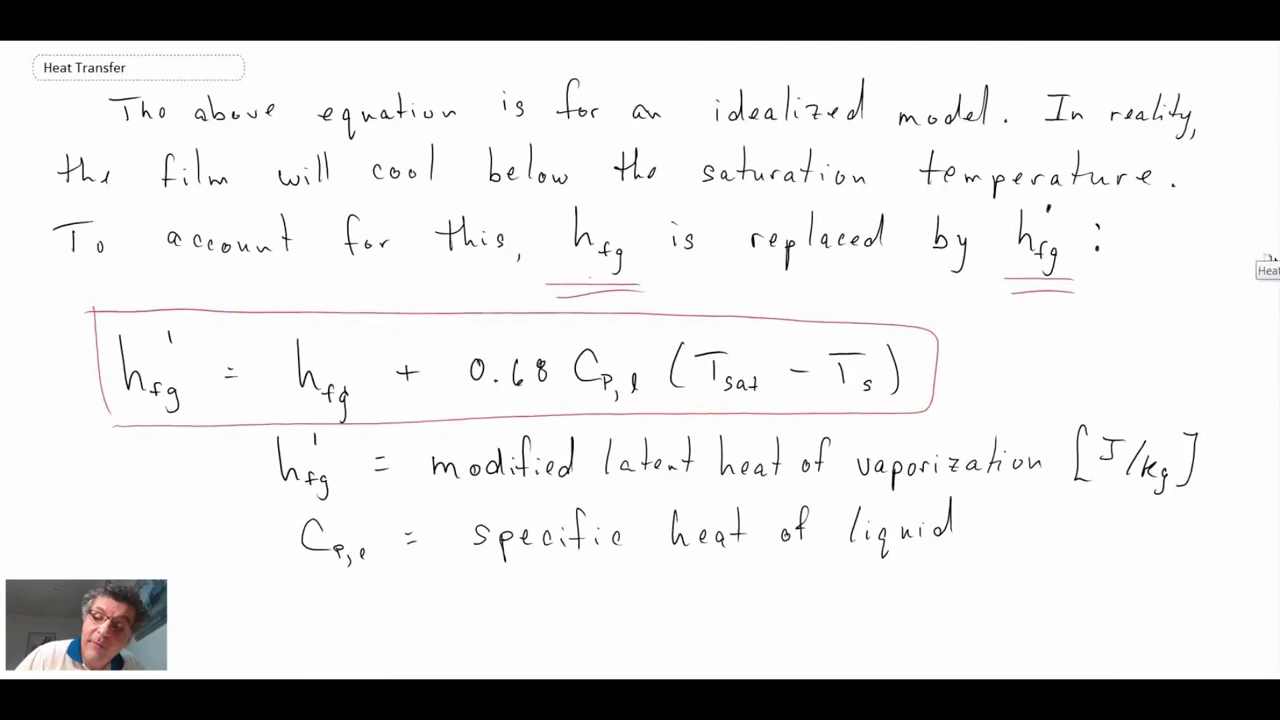 Heat Transfer
The above equation is for an idealized model. In reality,
the film will cool below the saturation temperature.
To account for this, hfg is replaced by h'fg :
h'fg = hfg + 0.68 Cp,l (Tsat - Ts)
h'fg = modified latent heat of vaporization [J/kg]
Cp,l = specific heat of liquid
Heat